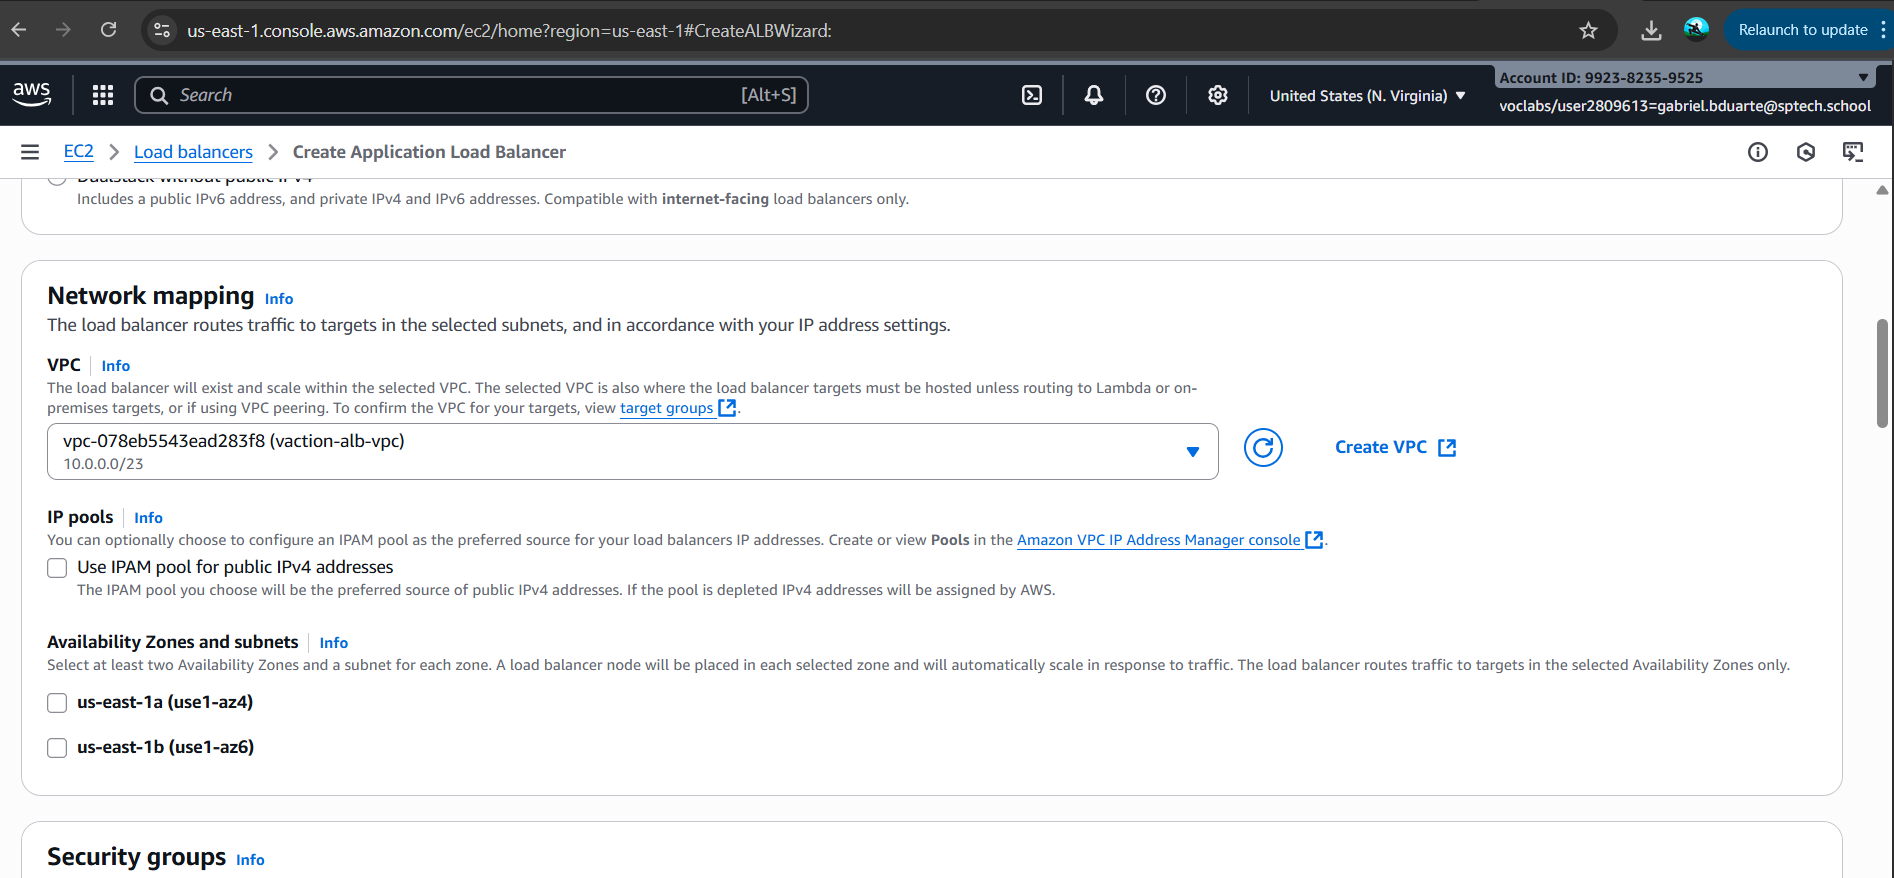 us-east-1.console.aws.amazon.com/ec2/home?region=us-east-1#CreateALBWizard:
Relaunch to update
aws
Search
[Alt+S]
United States (N. Virginia)
Account ID: 9923-8235-9525
voclabs/user2809613=gabriel.bduarte@sptech.school
EC2 > Load balancers > Create Application Load Balancer
Dualstack without public IPv4
Includes a public IPv6 address, and private IPv4 and IPv6 addresses. Compatible with internet-facing load balancers only.
Network mapping Info
The load balancer routes traffic to targets in the selected subnets, and in accordance with your IP address settings.
VPC Info
The load balancer will exist and scale within the selected VPC. The selected VPC is also where the load balancer targets must be hosted unless routing to Lambda or on-
premises targets, or if using VPC peering. To confirm the VPC for your targets, view target groups.
vpc-078eb5543ead283f8 (vaction-alb-vpc)
10.0.0.0/23
Create VPC
IP pools Info
You can optionally choose to configure an IPAM pool as the preferred source for your load balancers IP addresses. Create or view Pools in the Amazon VPC IP Address Manager console.
Use IPAM pool for public IPv4 addresses
The IPAM pool you choose will be the preferred source of public IPv4 addresses. If the pool is depleted IPv4 addresses will be assigned by AWS.
Availability Zones and subnets Info
Select at least two Availability Zones and a subnet for each zone. A load balancer node will be placed in each selected zone and will automatically scale in response to traffic. The load balancer routes traffic to targets in the selected Availability Zones only.
us-east-1a (use1-az4)
us-east-1b (use1-az6)
Security groups Info